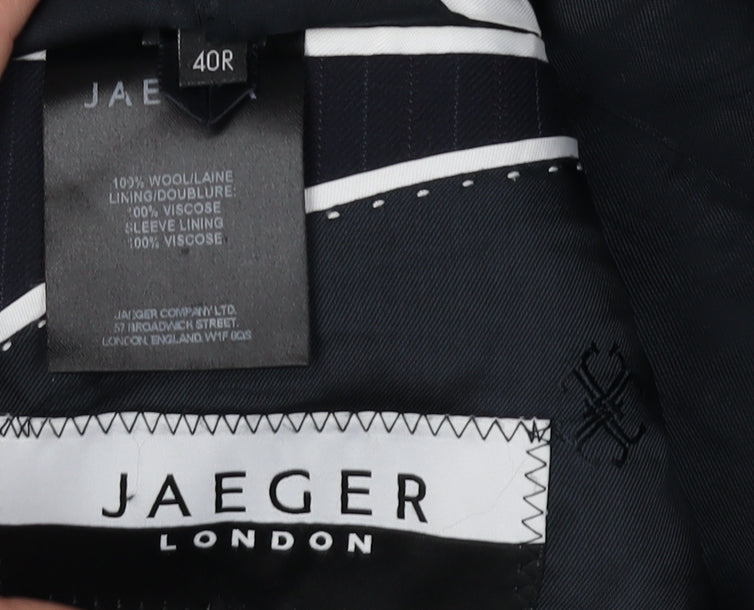 40R
JAE
100% WOOL/LAINE
LINING/DOUBLURE:
100% VISCOSE
SLEEVE LINING
100% VISCOSE
JAEGER COMPANY LTD.
57 BROADWICK STREET.
LONDON, ENGLAND. W1F 9QS
JAEGER
LONDON